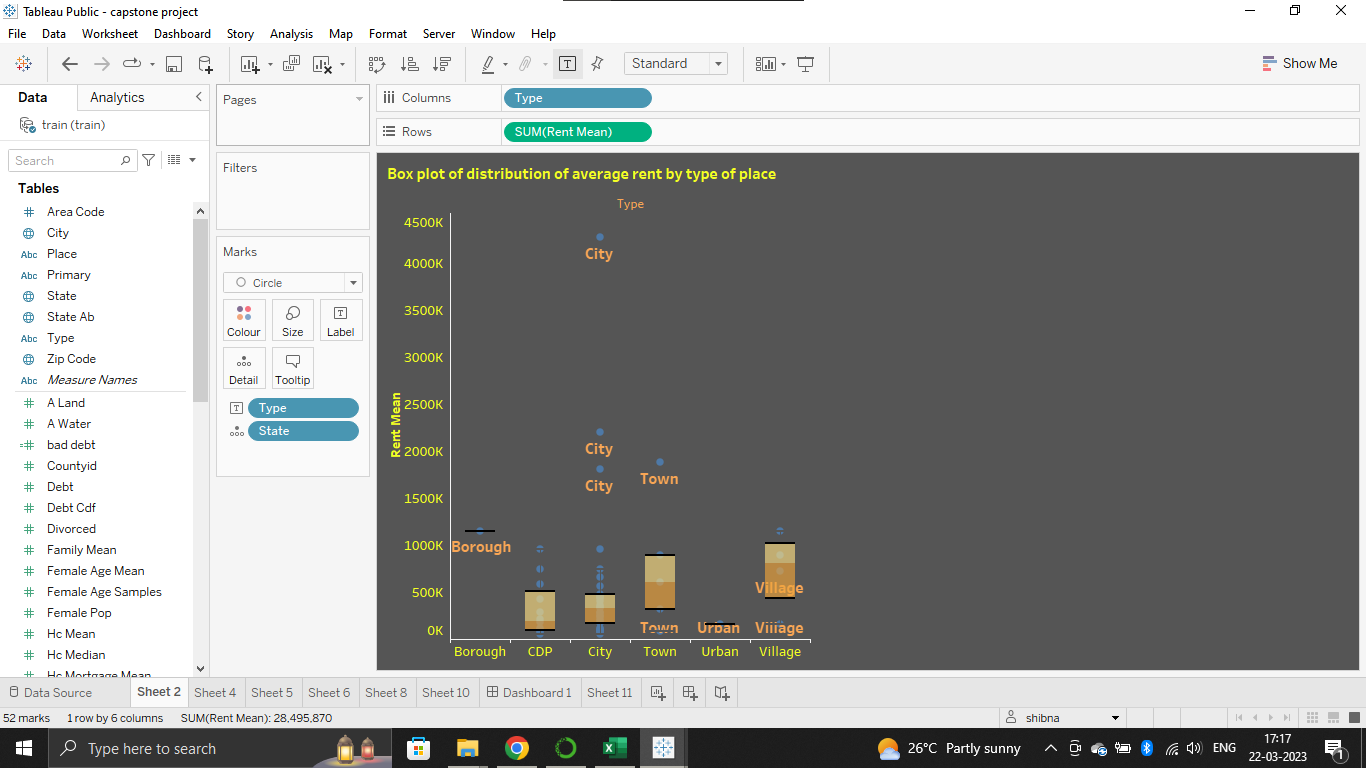 Tableau Public - capstone project
File Data Worksheet Dashboard Story Analysis Map Format Server Window Help
Standard
Show Me
Data Analytics
train (train)
Search
Tables
Area Code
City
Abc Place
Abc Primary
State
State Ab
Abc Type
Zip Code
Abc Measure Names
A Land
A Water
bad debt
Countyid
Debt
Debt Cdf
Divorced
Family Mean
Female Age Mean
Female Age Samples
Female Pop
Hc Mean
Hc Median
Hc Mortgage Mean
Pages
Filters
Marks
Circle
Colour Size Label
Detail Tooltip
Type
State
Columns Type
Rows SUM(Rent Mean)
Box plot of distribution of average rent by type of place
Type
4500K
City
4000K
3500K
3000K
2500K
Rent Mean
City
2000K
City Town
1500K
1000K
Borough
500K
Village
0K
Town Urban Village
Borough CDP City Town Urban Village
Data Source Sheet 2 Sheet 4 Sheet 5 Sheet 6 Sheet 8 Sheet 10 Dashboard 1 Sheet 11
52 marks 1 row by 6 columns SUM(Rent Mean): 28,495,870 shibna
Type here to search
26°C Partly sunny
ENG
17:17
22-03-2023
1